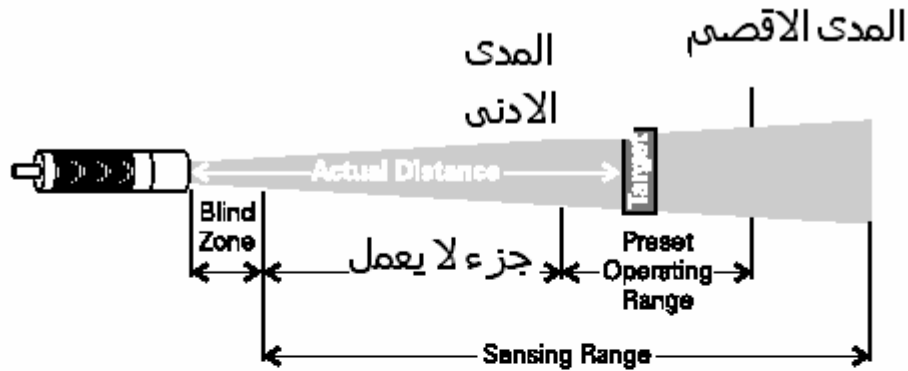 المدى الاقصى
المدى
الادنى
Actual Distance
Target
Blind
Zone
جزء لا يعمل
Preset
Operating
Range
Sensing Range